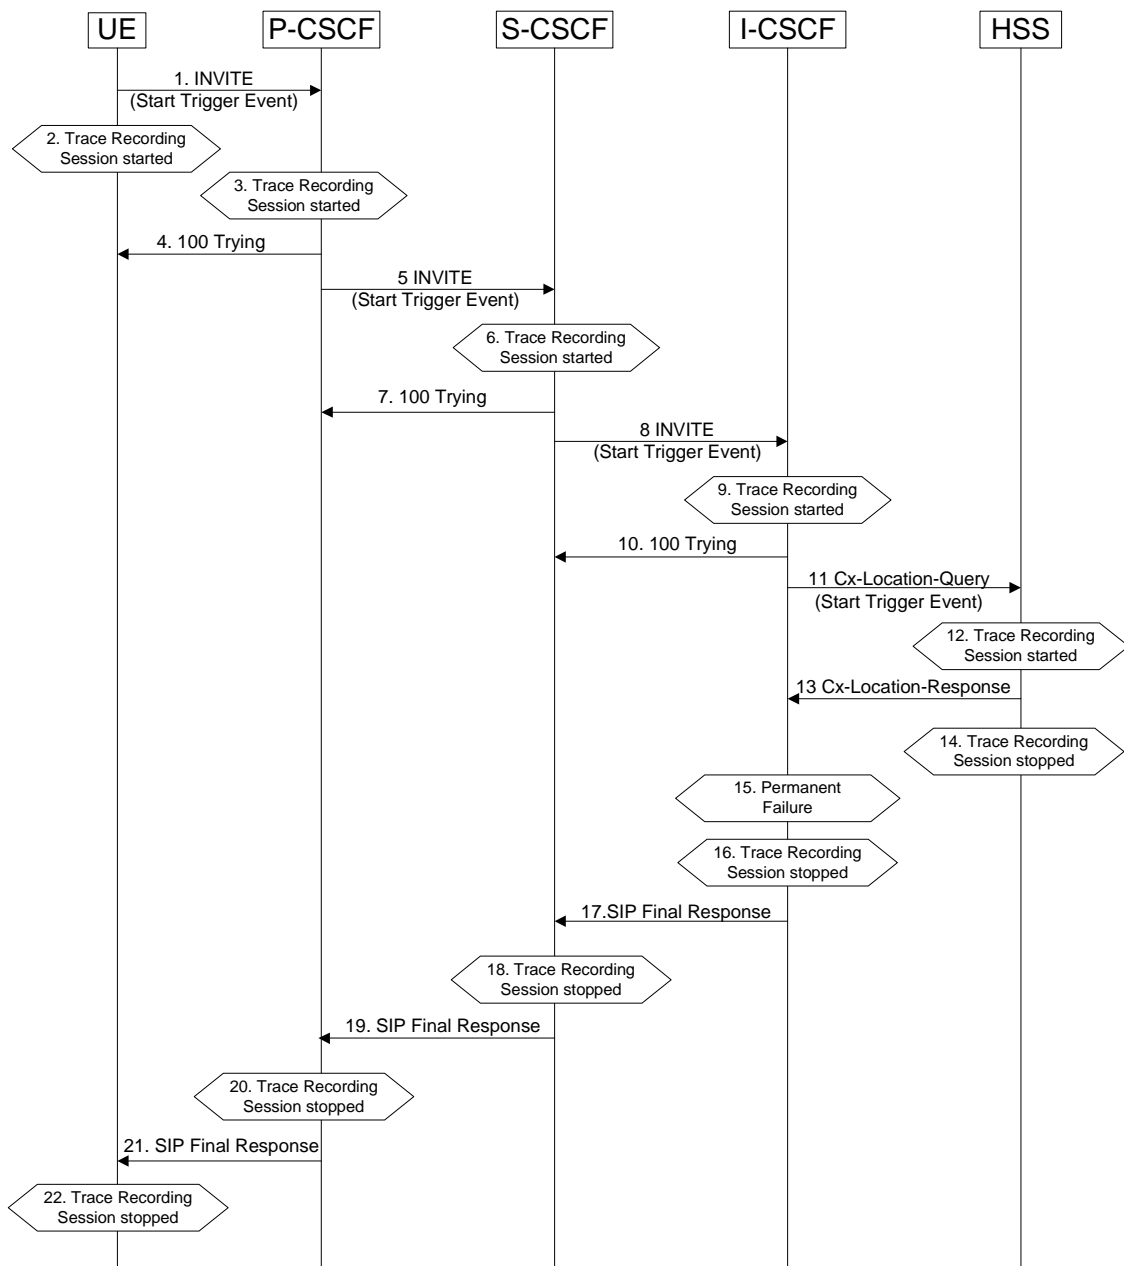 UE
P-CSCF
S-CSCF
I-CSCF
HSS
1. INVITE
(Start Trigger Event)
2. Trace Recording
Session started
3. Trace Recording
Session started
4. 100 Trying
5 INVITE
(Start Trigger Event)
6. Trace Recording
Session started
7. 100 Trying
8 INVITE
(Start Trigger Event)
9. Trace Recording
Session started
10. 100 Trying
11 Cx-Location-Query
(Start Trigger Event)
12. Trace Recording
Session started
13 Cx-Location-Response
14. Trace Recording
Session stopped
15. Permanent
Failure
16. Trace Recording
Session stopped
17.SIP Final Response
18. Trace Recording
Session stopped
19. SIP Final Response
20. Trace Recording
Session stopped
21. SIP Final Response
22. Trace Recording
Session stopped